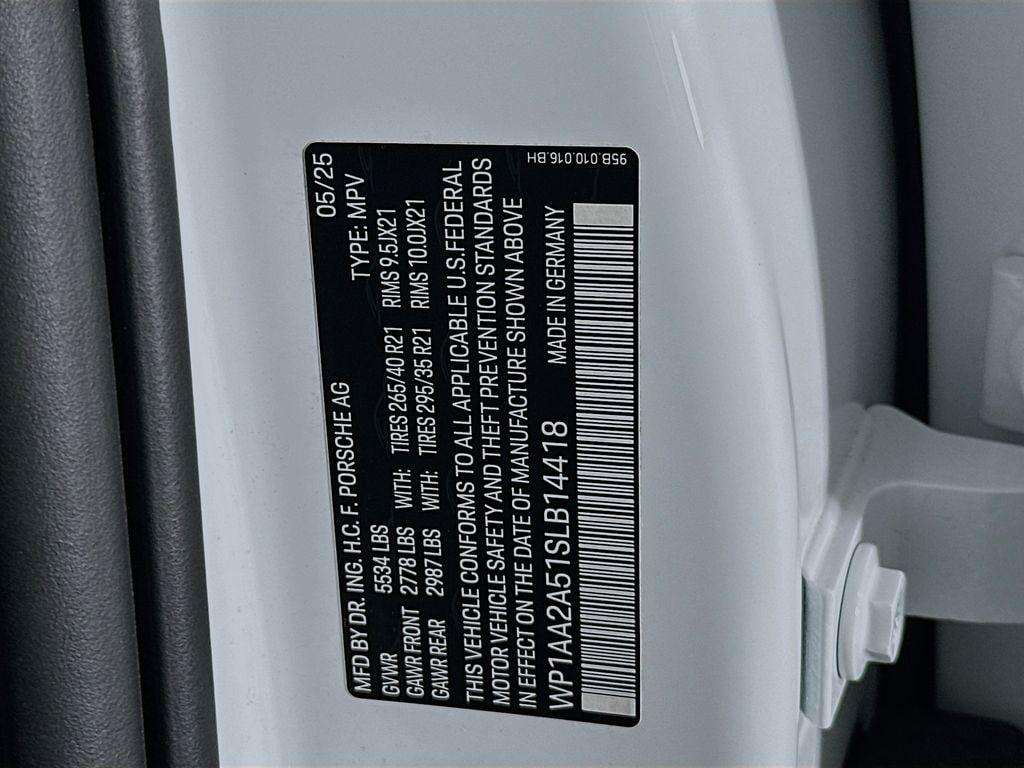 MFD BY DR. ING. H.C. F. PORSCHE AG 05/25
GVWR 5534 LBS TYPE: MPV
GAWR FRONT 2778 LBS WITH: TIRES 265/40 R21 RIMS 9.5JX21
GAWR REAR 2987 LBS WITH: TIRES 295/35 R21 RIMS 10.0JX21
THIS VEHICLE CONFORMS TO ALL APPLICABLE U.S. FEDERAL
MOTOR VEHICLE SAFETY AND THEFT PREVENTION STANDARDS
IN EFFECT ON THE DATE OF MANUFACTURE SHOWN ABOVE
WP1AA2A51SLB14418 MADE IN GERMANY
95B.010.016.BH